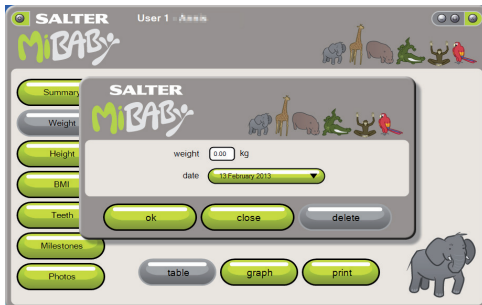 SALTER
User 1
MiBABY
Summary
Weight
Height
BMI
Teeth
Milestones
Photos
SALTER
MiBABY
weight 0.00 kg
date 13 February 2013
ok close delete
table graph print